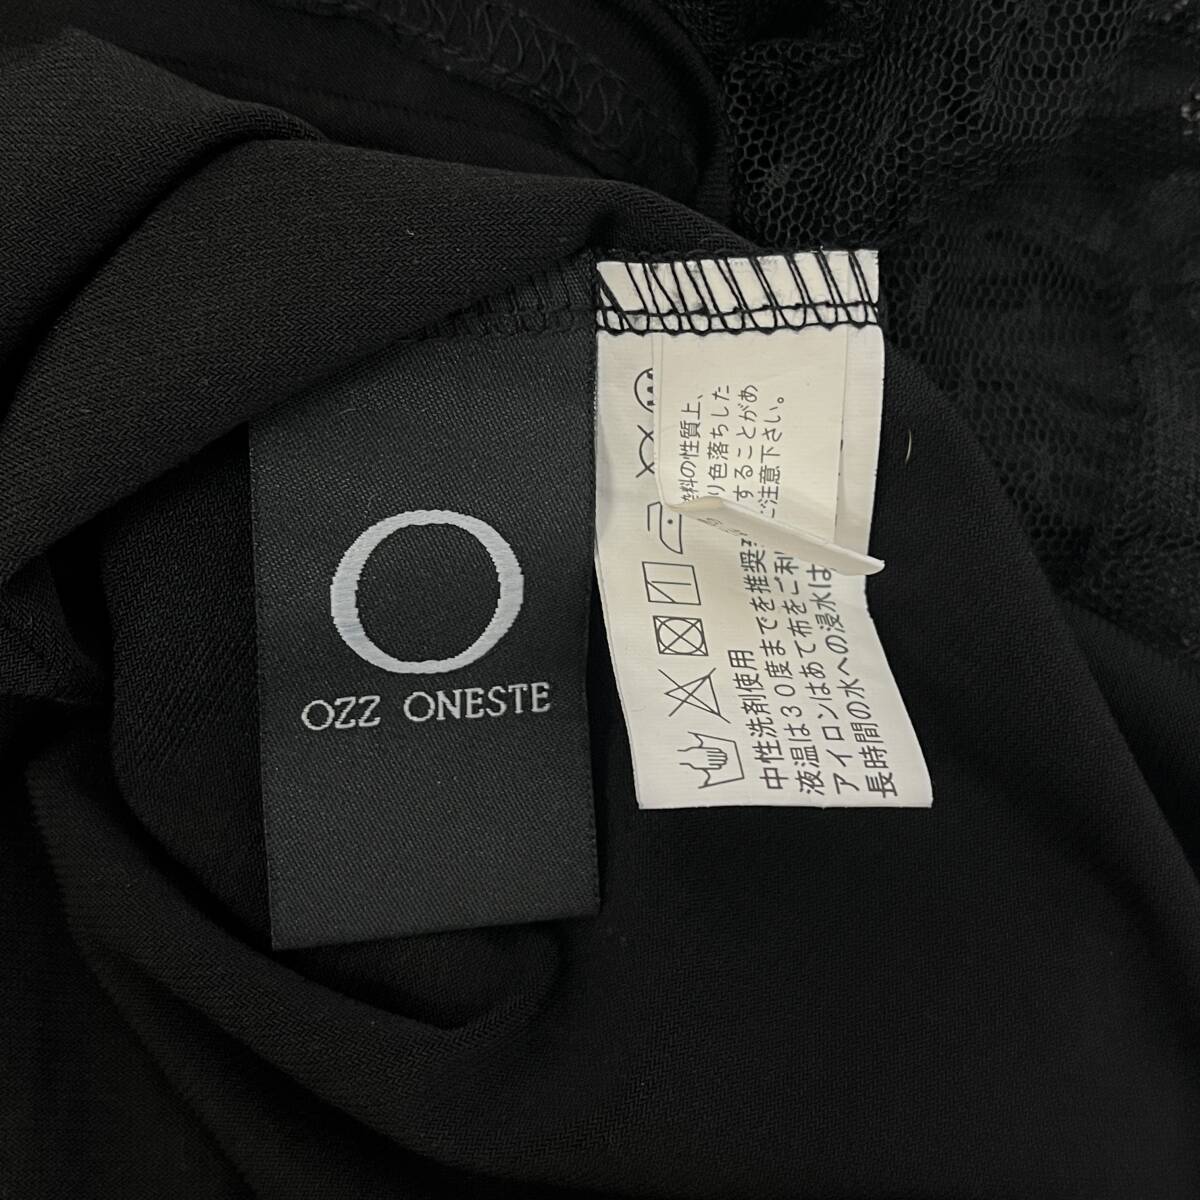 O
OZZ ONESTE
の性質上、
り色落ちした
することがあ
ご注意下さい。
中性洗剤使用
液温は30度までを推奨
アイロンはあて布をご利
長時間の水への浸水は